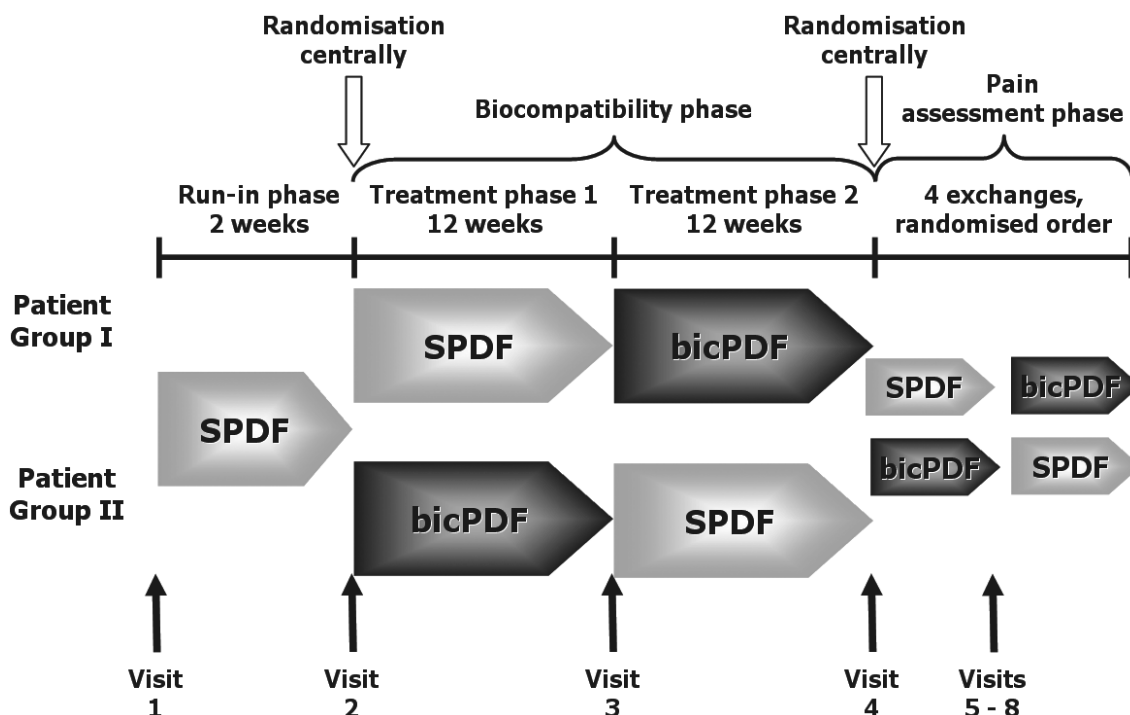 Randomisation
centrally
Randomisation
centrally
Biocompatibility phase
Pain
assessment phase
Run-in phase
2 weeks
Treatment phase 1
12 weeks
Treatment phase 2
12 weeks
4 exchanges,
randomised order
Patient
Group I
SPDF
bicPDF
SPDF
bicPDF
SPDF
Patient
Group II
bicPDF
SPDF
bicPDF
SPDF
Visit
1
Visit
2
Visit
3
Visit
4
Visits
5 - 8